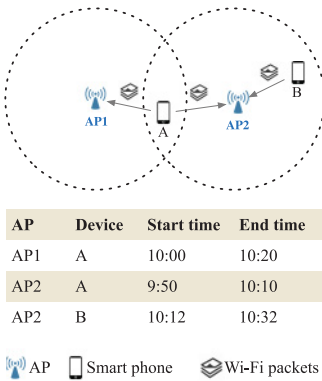 B
AP1
A
AP2
AP Device Start time End time
AP1 A 10:00 10:20
AP2 A 9:50 10:10
AP2 B 10:12 10:32
AP Smart phone Wi-Fi packets